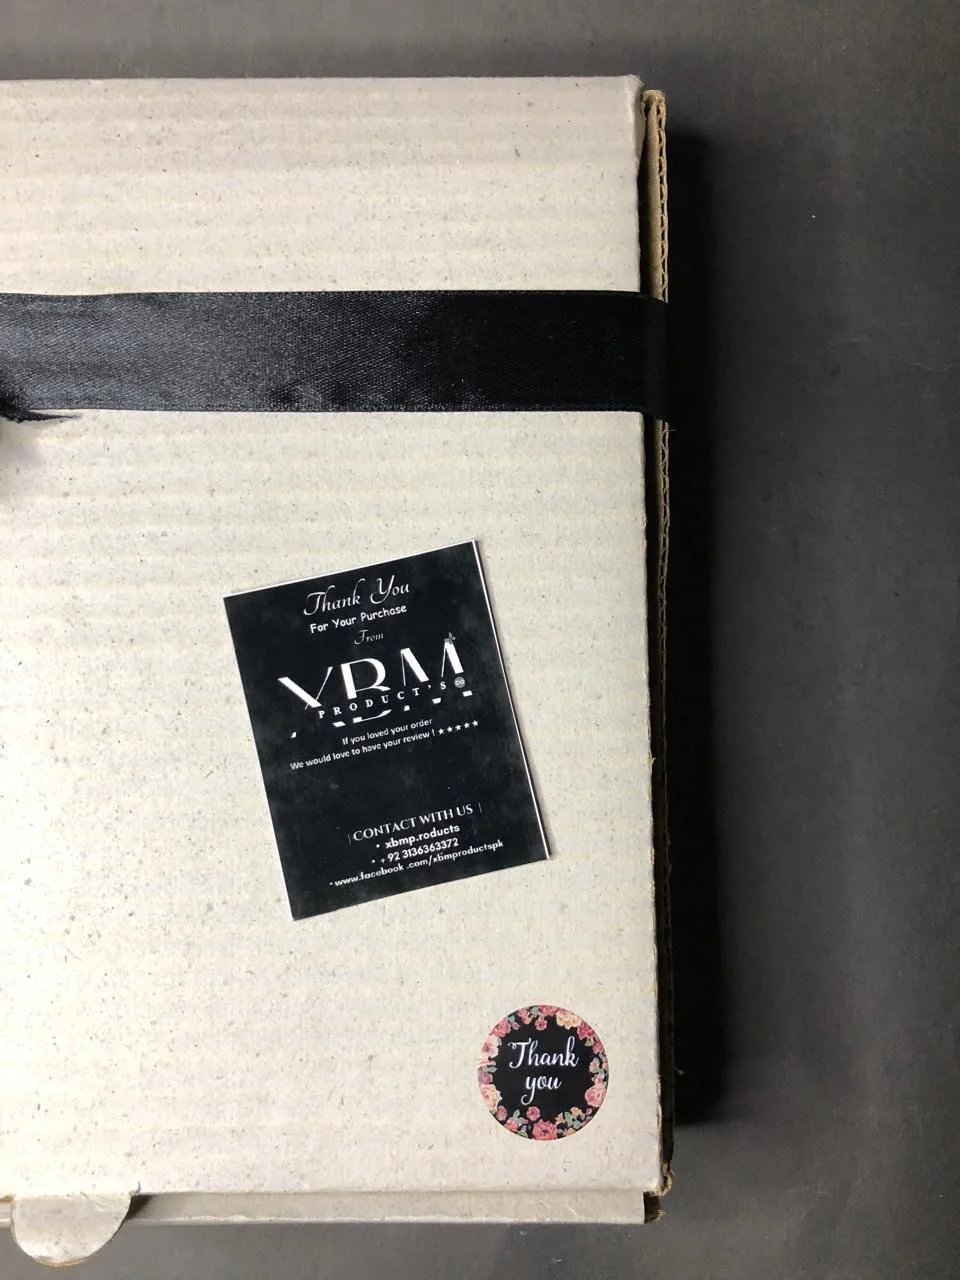 Thank You
For Your Purchase
From
XBM
PRODUCT'S
If you loved your order
We would love to have your review ! ★★★★★
| CONTACT WITH US |
• xbmp.roducts
• + 92 3136363372
• www.facebook .com/xbmproductspk
Thank
you